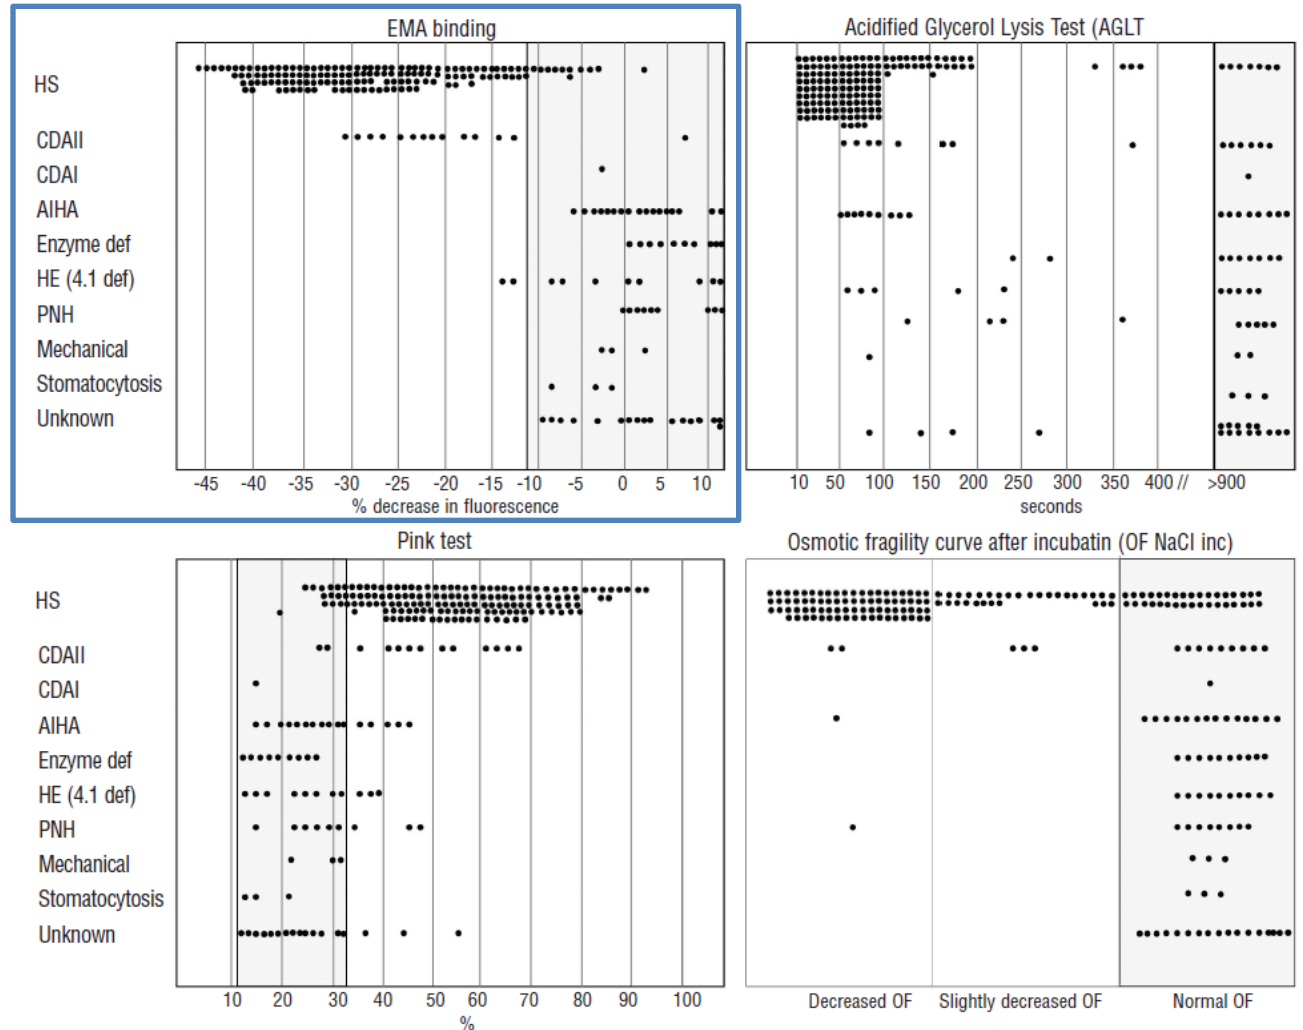 EMA binding
HS
CDAII
CDAI
AIHA
Enzyme def
HE (4.1 def)
PNH
Mechanical
Stomatocytosis
Unknown
-45 -40 -35 -30 -25 -20 -15 -10 -5 0 5 10
% decrease in fluorescence
Acidified Glycerol Lysis Test (AGLT
10 50 100 150 200 250 300 350 400 // >900
seconds
Pink test
HS
CDAII
CDAI
AIHA
Enzyme def
HE (4.1 def)
PNH
Mechanical
Stomatocytosis
Unknown
10 20 30 40 50 60 70 80 90 100
%
Osmotic fragility curve after incubatin (OF NaCl inc)
Decreased OF Slightly decreased OF Normal OF